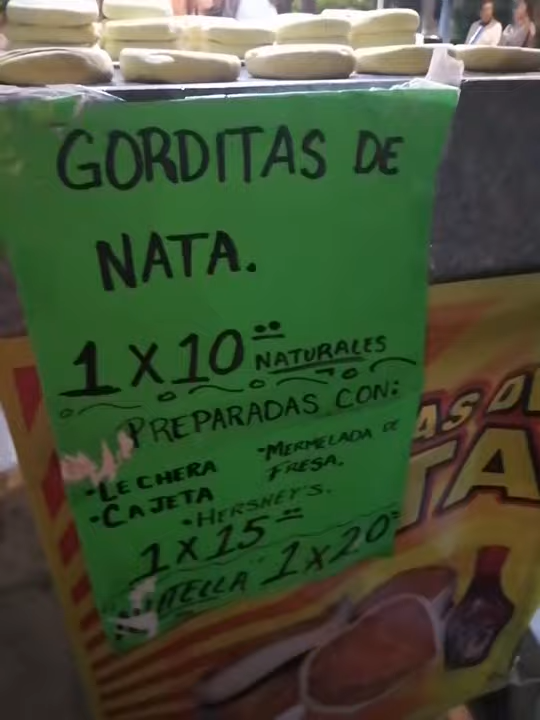 GORDITAS DE
NATA.
1 X 10 NATURALES
PREPARADAS CON:
•LECHERA
•CAJETA
•MERMELADA DE
FRESA.
•HERSHEY'S.
1 X 15
1 X 20
AS DE
TA